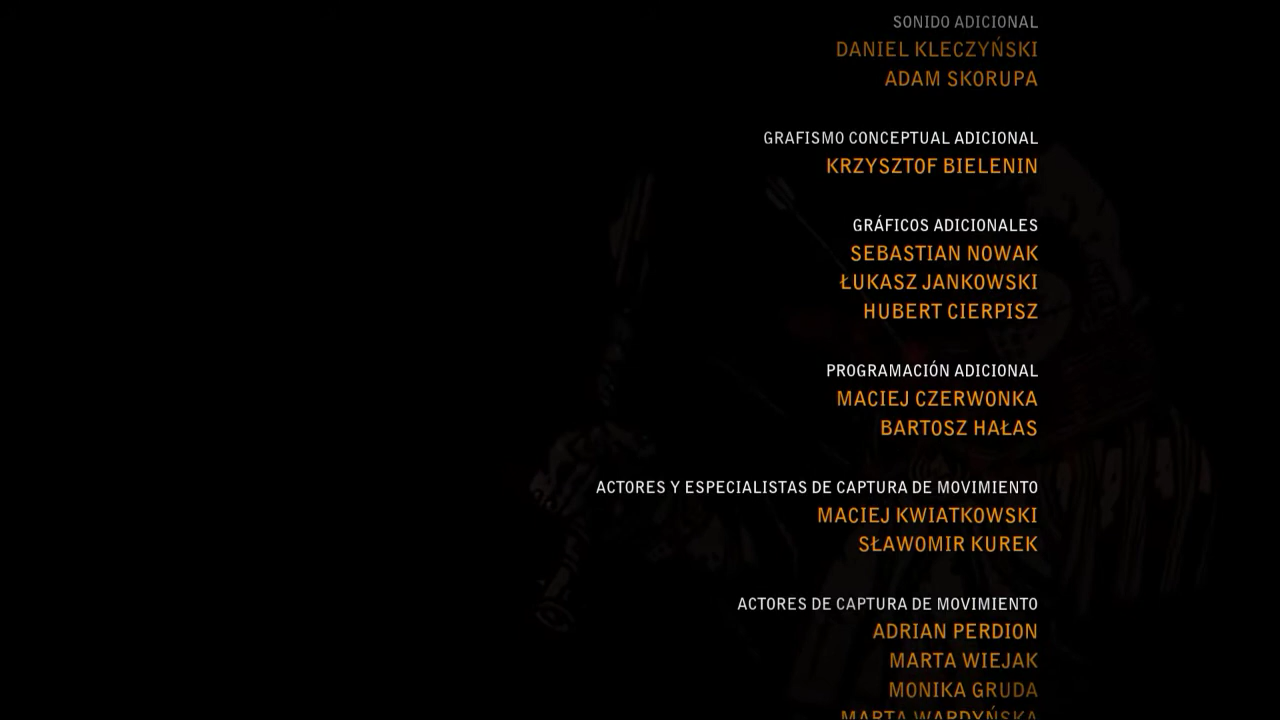 SONIDO ADICIONAL
DANIEL KLECZYŃSKI
ADAM SKORUPA
GRAFISMO CONCEPTUAL ADICIONAL
KRZYSZTOF BIELENIN
GRÁFICOS ADICIONALES
SEBASTIAN NOWAK
ŁUKASZ JANKOWSKI
HUBERT CIERPISZ
PROGRAMACIÓN ADICIONAL
MACIEJ CZERWONKA
BARTOSZ HAŁAS
ACTORES Y ESPECIALISTAS DE CAPTURA DE MOVIMIENTO
MACIEJ KWIATKOWSKI
SŁAWOMIR KUREK
ACTORES DE CAPTURA DE MOVIMIENTO
ADRIAN PERDION
MARTA WIEJAK
MONIKA GRUDA
MARTA WARDYŃSKA